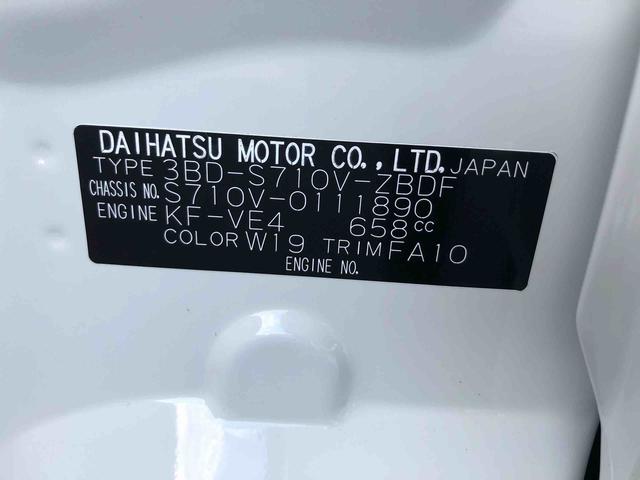 DAIHATSU MOTOR CO.,LTD. JAPAN
TYPE 3BD-S710V-ZBDF
CHASSIS NO. S710V-0111890
ENGINE KF-VE4 658cc
COLOR W19 TRIM FA10
ENGINE NO.